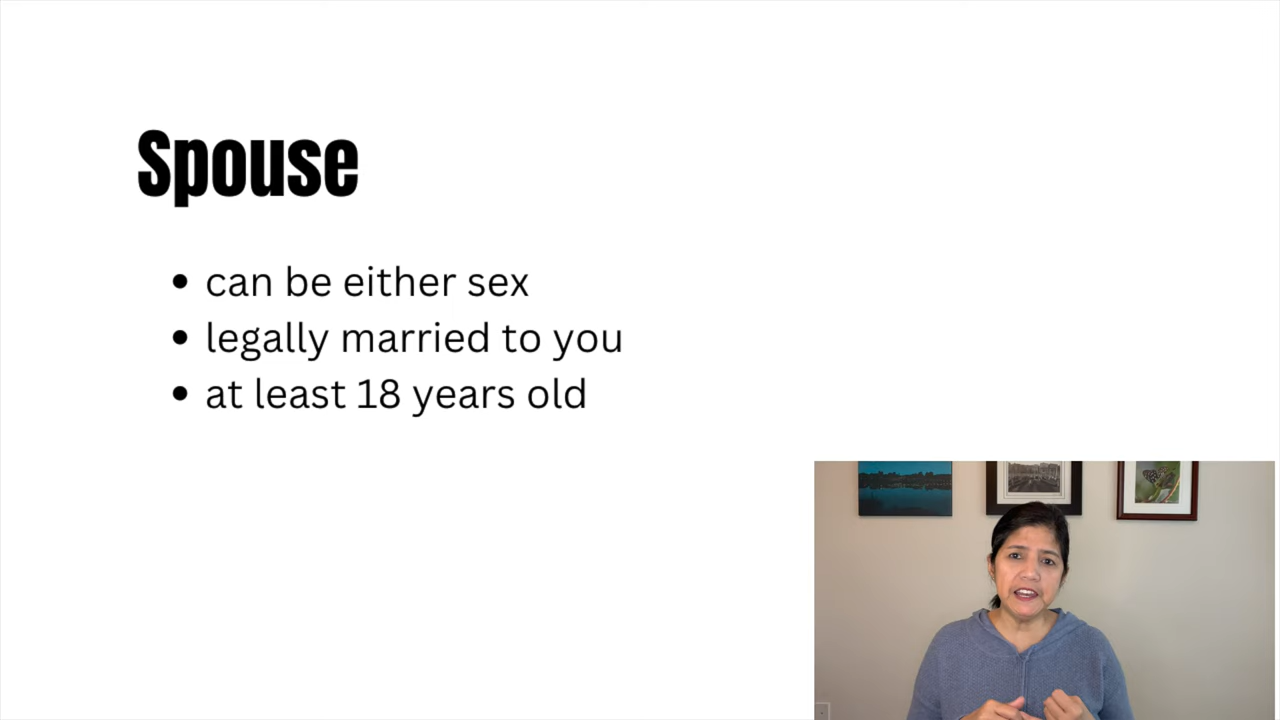 Spouse
can be either sex
legally married to you
at least 18 years old